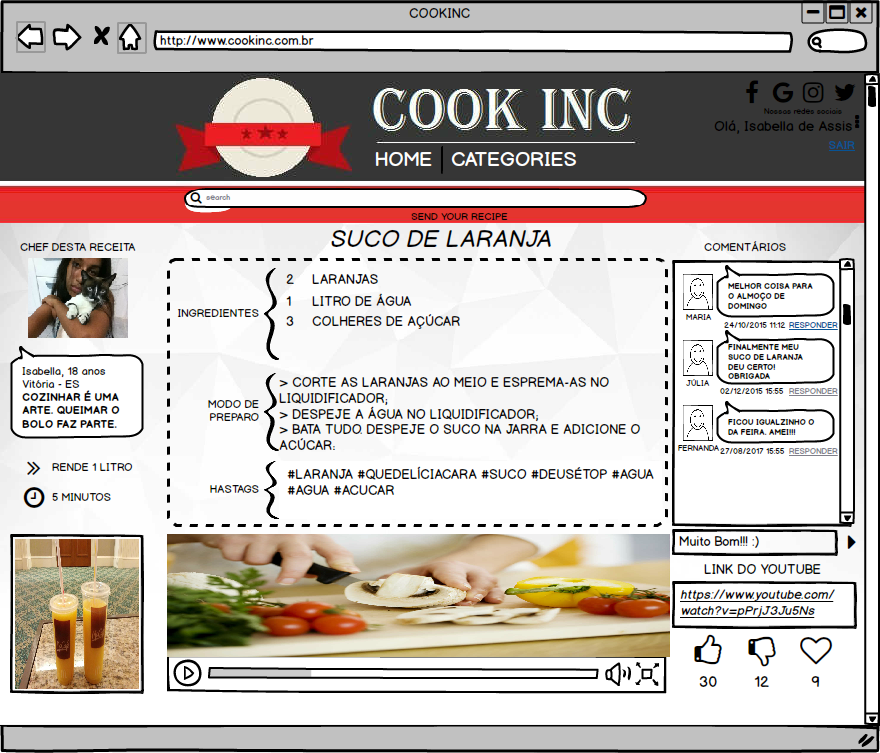 COOKINC
http://www.cookinc.com.br
COOK INC
HOME
CATEGORIES
Nossas redes sociais
Olá, Isabella de Assis
SAIR
search
SEND YOUR RECIPE
SUCO DE LARANJA
CHEF DESTA RECEITA
Isabella, 18 anos
Vitória - ES
COZINHAR É UMA
ARTE. QUEIMAR O
BOLO FAZ PARTE.
RENDE 1 LITRO
5 MINUTOS
INGREDIENTES
2 LARANJAS
1 LITRO DE ÁGUA
3 COLHERES DE AÇÚCAR
MODO DE
PREPARO
> CORTE AS LARANJAS AO MEIO E ESPREMA-AS NO
LIQUIDIFICADOR;
> DESPEJE A ÁGUA NO LIQUIDIFICADOR;
> BATA TUDO. DESPEJE O SUCO NA JARRA E ADICIONE O
AÇÚCAR;
HASTAGS
#LARANJA #QUEDELÍCIACARA #SUCO #DEUSÉTOP #AGUA
#AGUA #ACUCAR
COMENTÁRIOS
MELHOR COISA PARA
O ALMOÇO DE
DOMINGO
MARIA
24/10/2015 11:12 RESPONDER
FINALMENTE MEU
SUCO DE LARANJA
DEU CERTO!
OBRIGADA
JÚLIA
02/12/2015 15:55 RESPONDER
FICOU IGUALZINHO O
DA FEIRA. AMEI!!!
FERNANDA
27/08/2017 15:55 RESPONDER
Muito Bom!!! :)
LINK DO YOUTUBE
https://www.youtube.com/
watch?v=pPrjJ3Ju5Ns
30
12
9